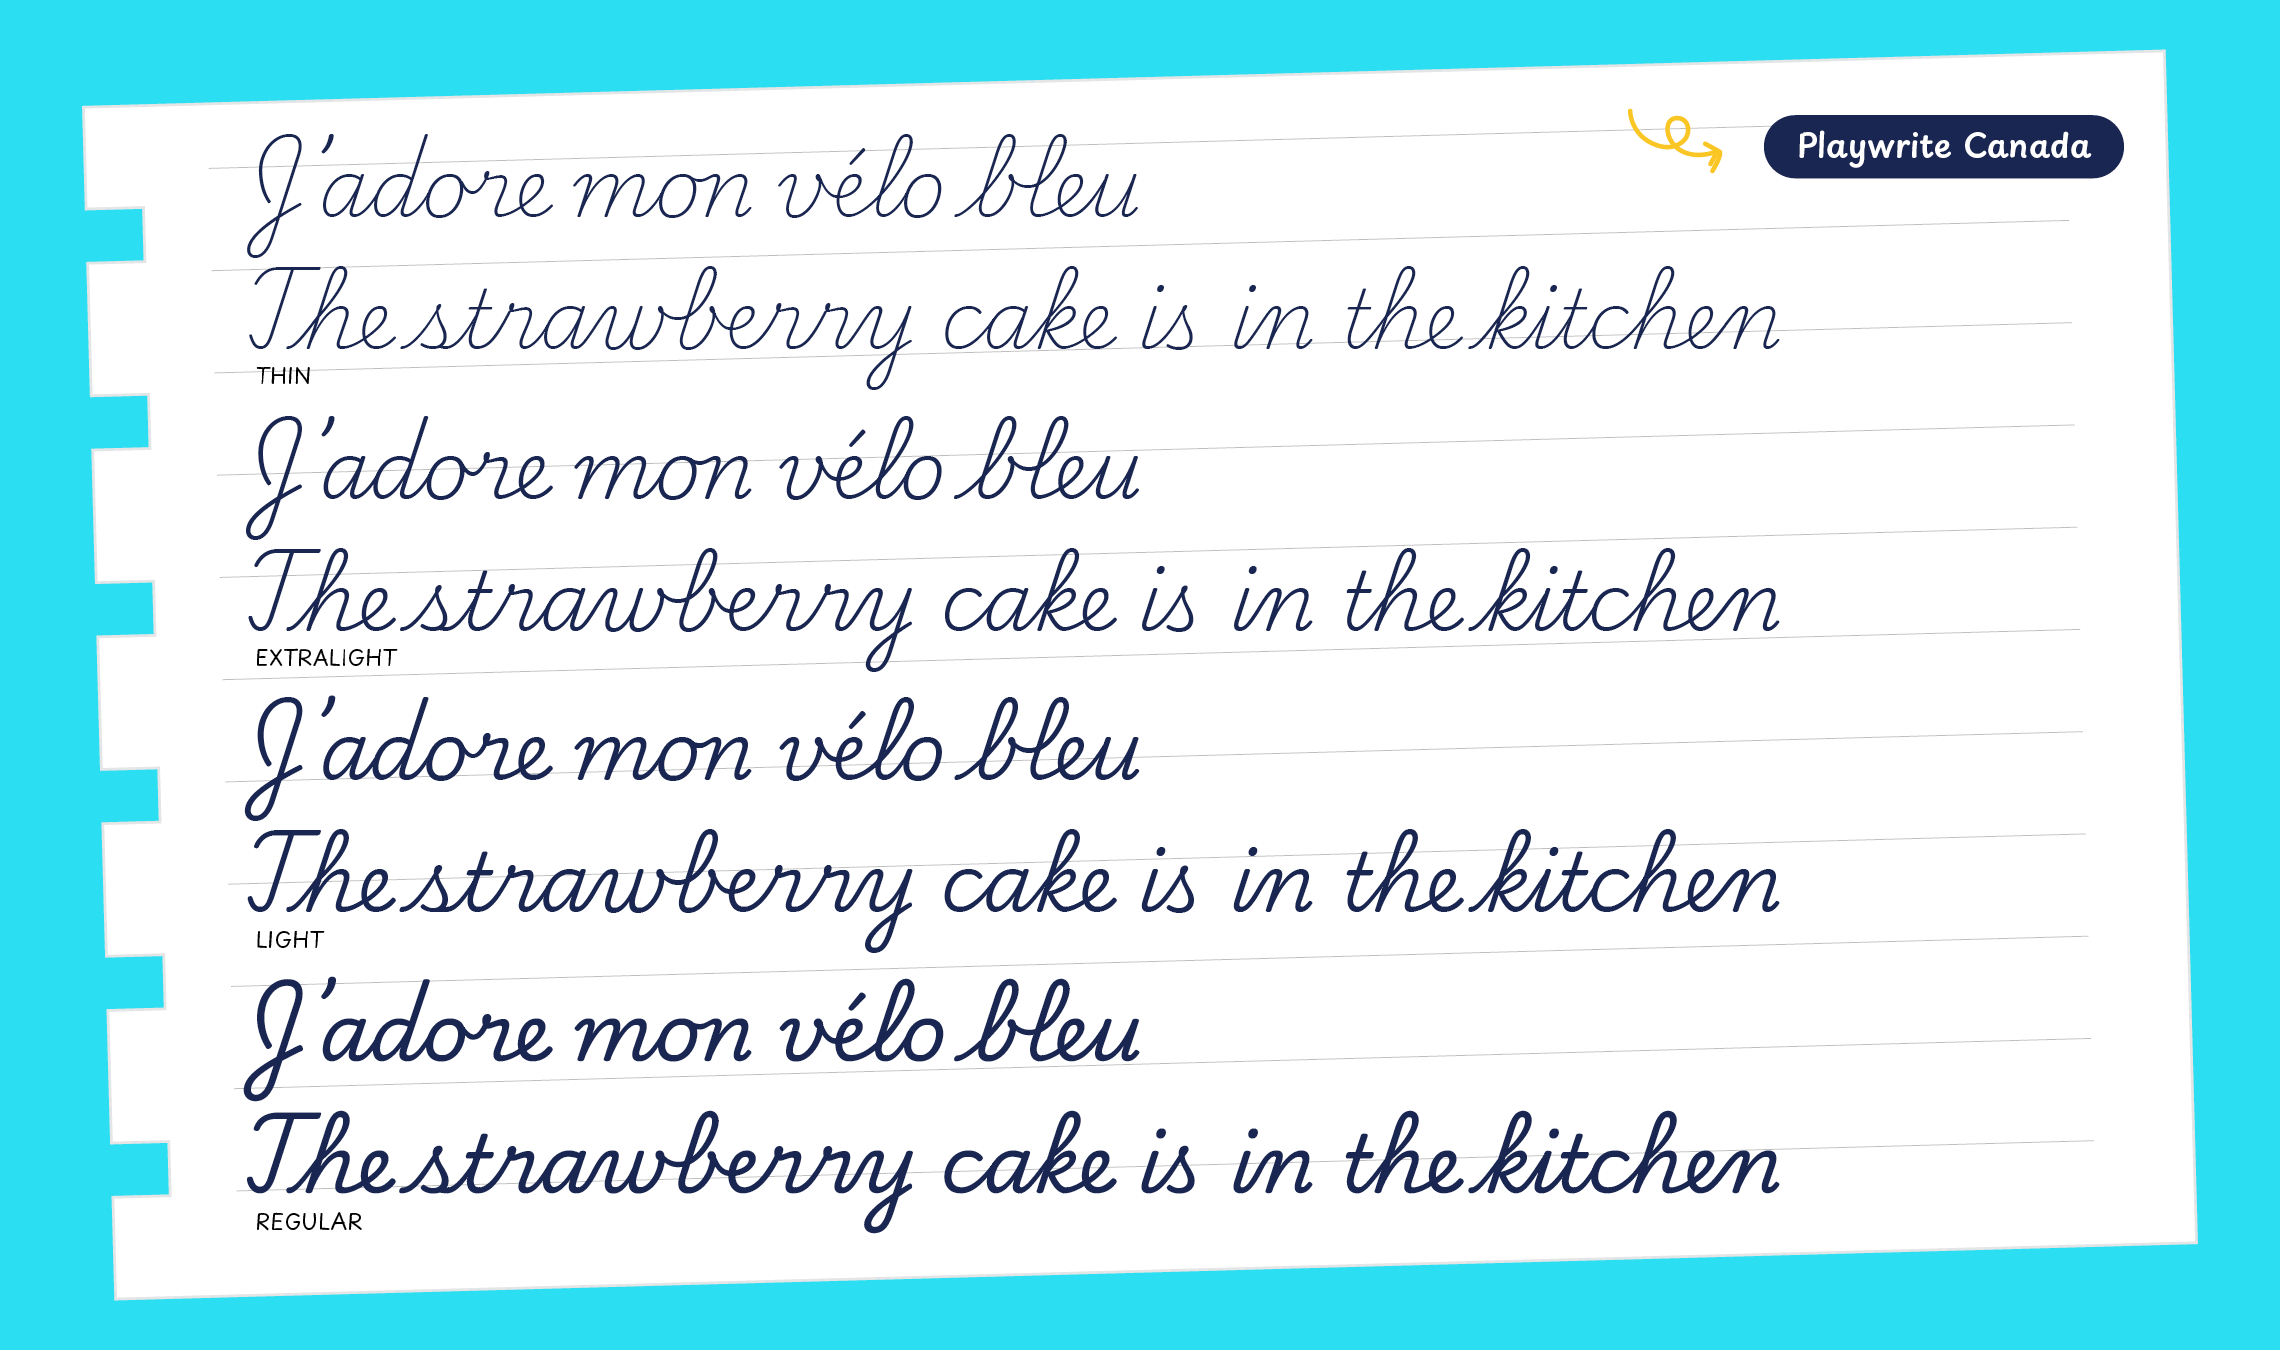 Playwrite Canada
J’adore mon vélo bleu
The strawberry cake is in the kitchen
THIN
J’adore mon vélo bleu
The strawberry cake is in the kitchen
EXTRALIGHT
J’adore mon vélo bleu
The strawberry cake is in the kitchen
LIGHT
J’adore mon vélo bleu
The strawberry cake is in the kitchen
REGULAR